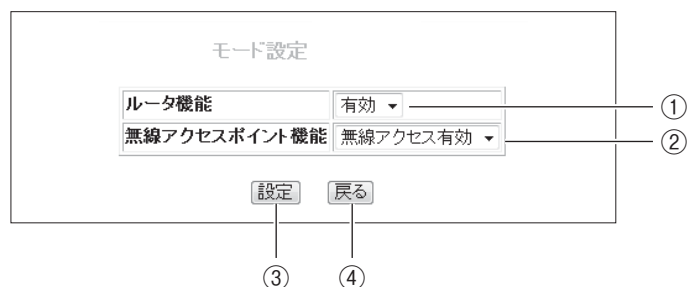 モード設定
ルータ機能 有効 ①
無線アクセスポイント機能 無線アクセス有効 ②
設定 戻る
③ ④